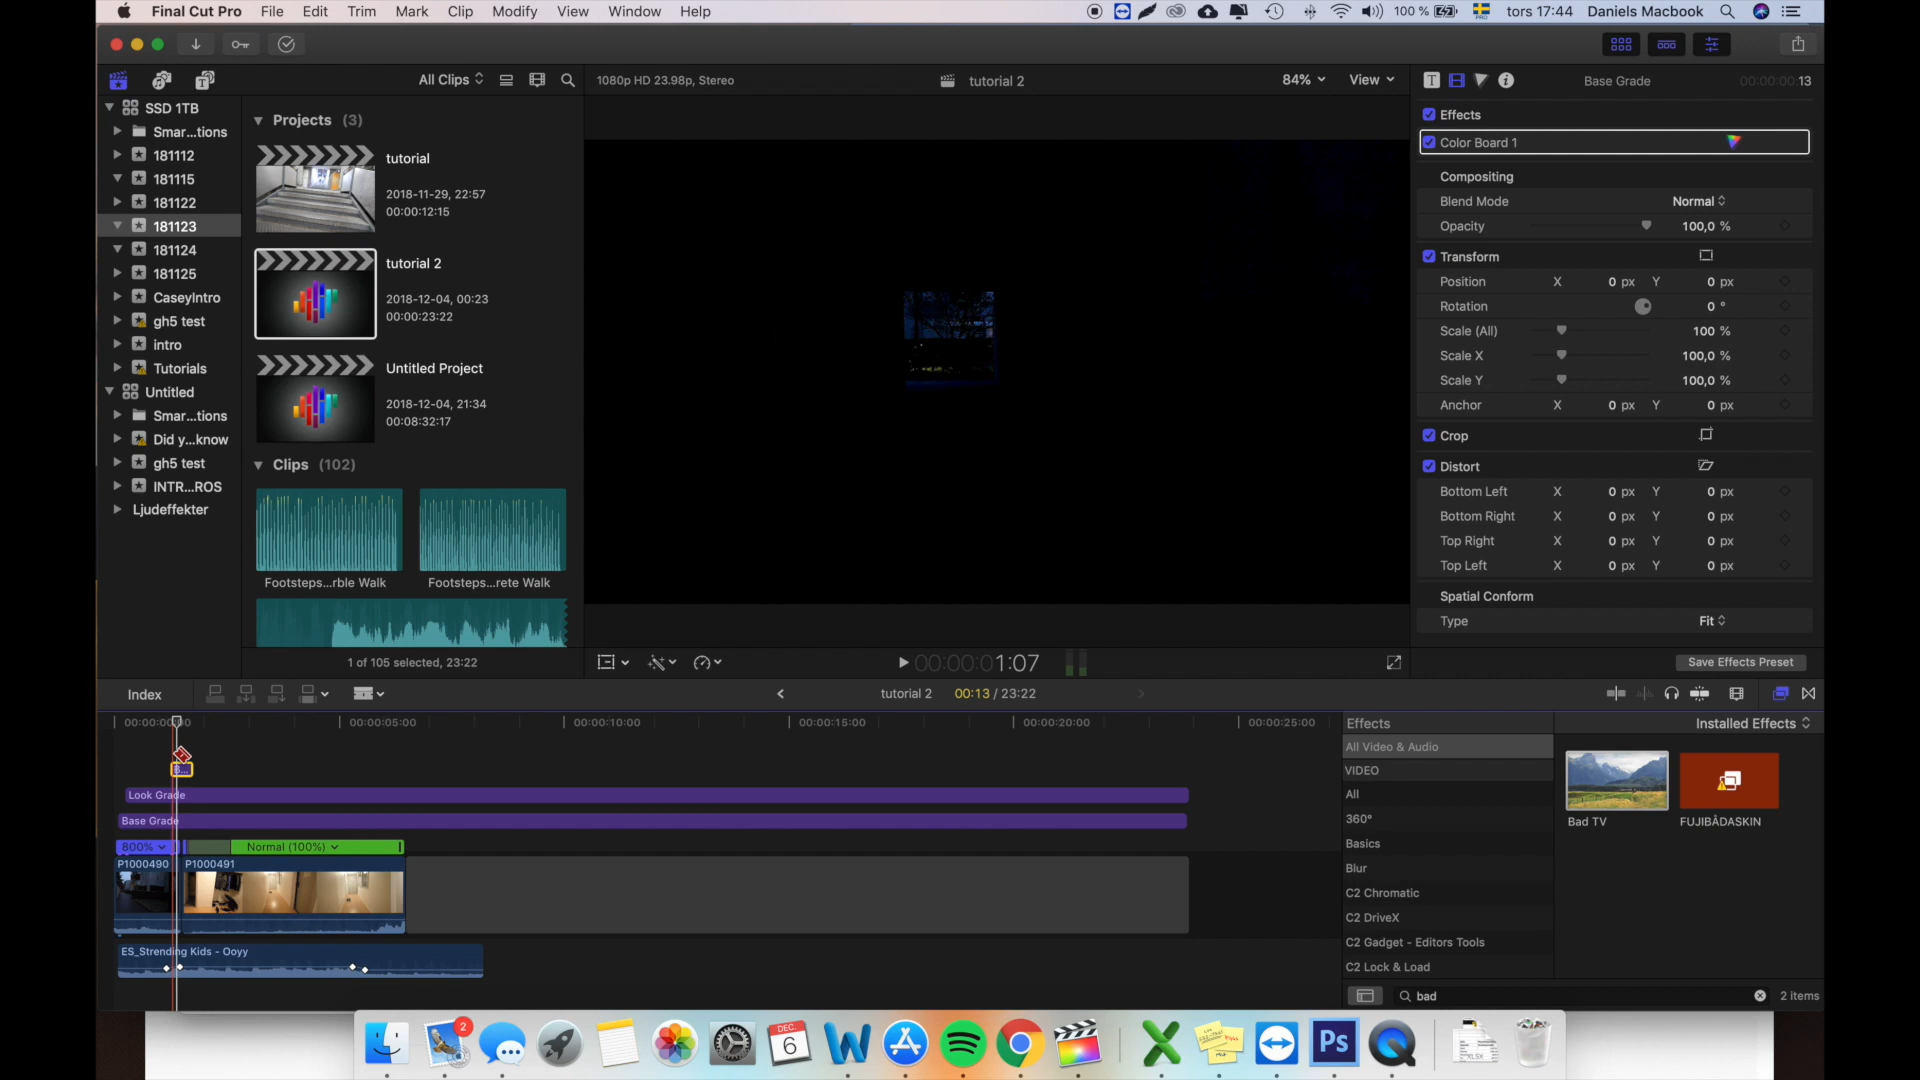 Final Cut Pro File Edit Trim Mark Clip Modify View Window Help 100 % tors 17:44 Daniels Macbook
All Clips 1080p HD 23.98p, Stereo tutorial 2 84% View Base Grade 00:00:00:13
SSD 1TB
Smar...tions
181112
181115
181122
181123
181124
181125
CaseyIntro
gh5 test
intro
Tutorials
Untitled
Smar...tions
Did y...know
gh5 test
INTR...ROS
Ljudeffekter
Projects (3)
tutorial
2018-11-29, 22:57
00:00:12:15
tutorial 2
2018-12-04, 00:23
00:00:23:22
Untitled Project
2018-12-04, 21:34
00:08:32:17
Clips (102)
Footsteps...rble Walk Footsteps...rete Walk
1 of 105 selected, 23:22
00:00:01:07
Effects
Color Board 1
Compositing
Blend Mode Normal
Opacity 100,0 %
Transform
Position X 0 px Y 0 px
Rotation 0 °
Scale (All) 100 %
Scale X 100,0 %
Scale Y 100,0 %
Anchor X 0 px Y 0 px
Crop
Distort
Bottom Left X 0 px Y 0 px
Bottom Right X 0 px Y 0 px
Top Right X 0 px Y 0 px
Top Left X 0 px Y 0 px
Spatial Conform
Type Fit
Save Effects Preset
Index tutorial 2 00:13 / 23:22
00:00:05:00 00:00:10:00 00:00:15:00 00:00:20:00 00:00:25:00
B...
Look Grade
Base Grade
800% Normal (100%)
P1000490 P1000491
ES_Strending Kids - Ooyy
Effects Installed Effects
All Video & Audio
VIDEO
All
360°
Basics
Blur
C2 Chromatic
C2 DriveX
C2 Gadget - Editors Tools
C2 Lock & Load
Bad TV FUJIBÅDASKIN
bad 2 items
2
DEC.
6
Ps
XLSX